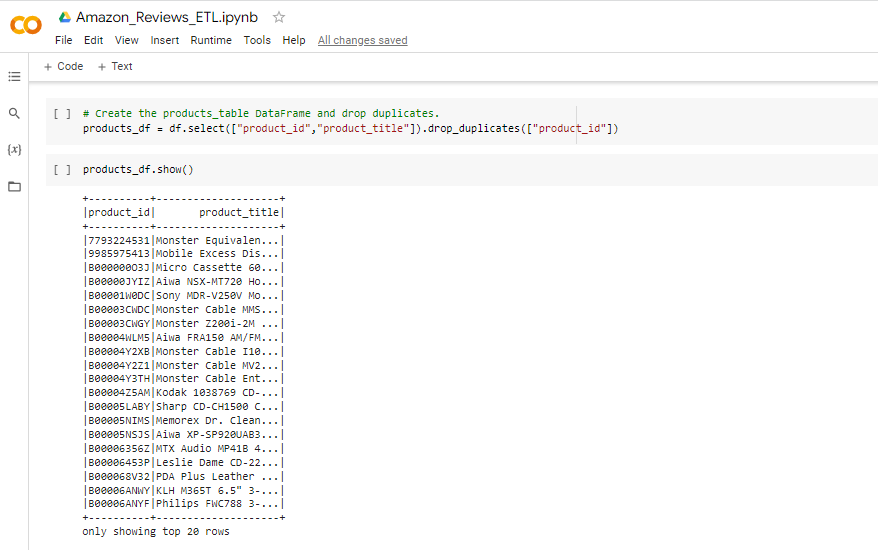 Amazon_Reviews_ETL.ipynb
File Edit View Insert Runtime Tools Help All changes saved
+ Code + Text
[ ] # Create the products_table DataFrame and drop duplicates.
products_df = df.select(["product_id","product_title"]).drop_duplicates(["product_id"])
{x}
[ ] products_df.show()
+----------+--------------------+
|product_id|       product_title|
+----------+--------------------+
|7793224531|Monster Equivalen...|
|9985975413|Mobile Excess Dis...|
|B00000003J|Micro Cassette 60...|
|B00000JYIZ|Aiwa NSX-MT720 Ho...|
|B00001W0DC|Sony MDR-V250V Mo...|
|B00003CWDC|Monster Cable MMS...|
|B00003CWGY|Monster Z200i-2M ...|
|B00004WLM5|Aiwa FRA150 AM/FM...|
|B00004Y2XB|Monster Cable I10...|
|B00004Y2Z1|Monster Cable MV2...|
|B00004Y3TH|Monster Cable Ent...|
|B00004Z5AM|Kodak 1038769 CD-...|
|B00005LABY|Sharp CD-CH1500 C...|
|B00005NIMS|Memorex Dr. Clean...|
|B00005NSJS|Aiwa XP-SP920UAB3...|
|B00006356Z|MTX Audio MP41B 4...|
|B00006453P|Leslie Dame CD-22...|
|B000068V32|PDA Plus Leather ...|
|B00006ANWY|KLH M365T 6.5" 3-...|
|B00006ANYF|Philips FWC788 3-...|
+----------+--------------------+
only showing top 20 rows